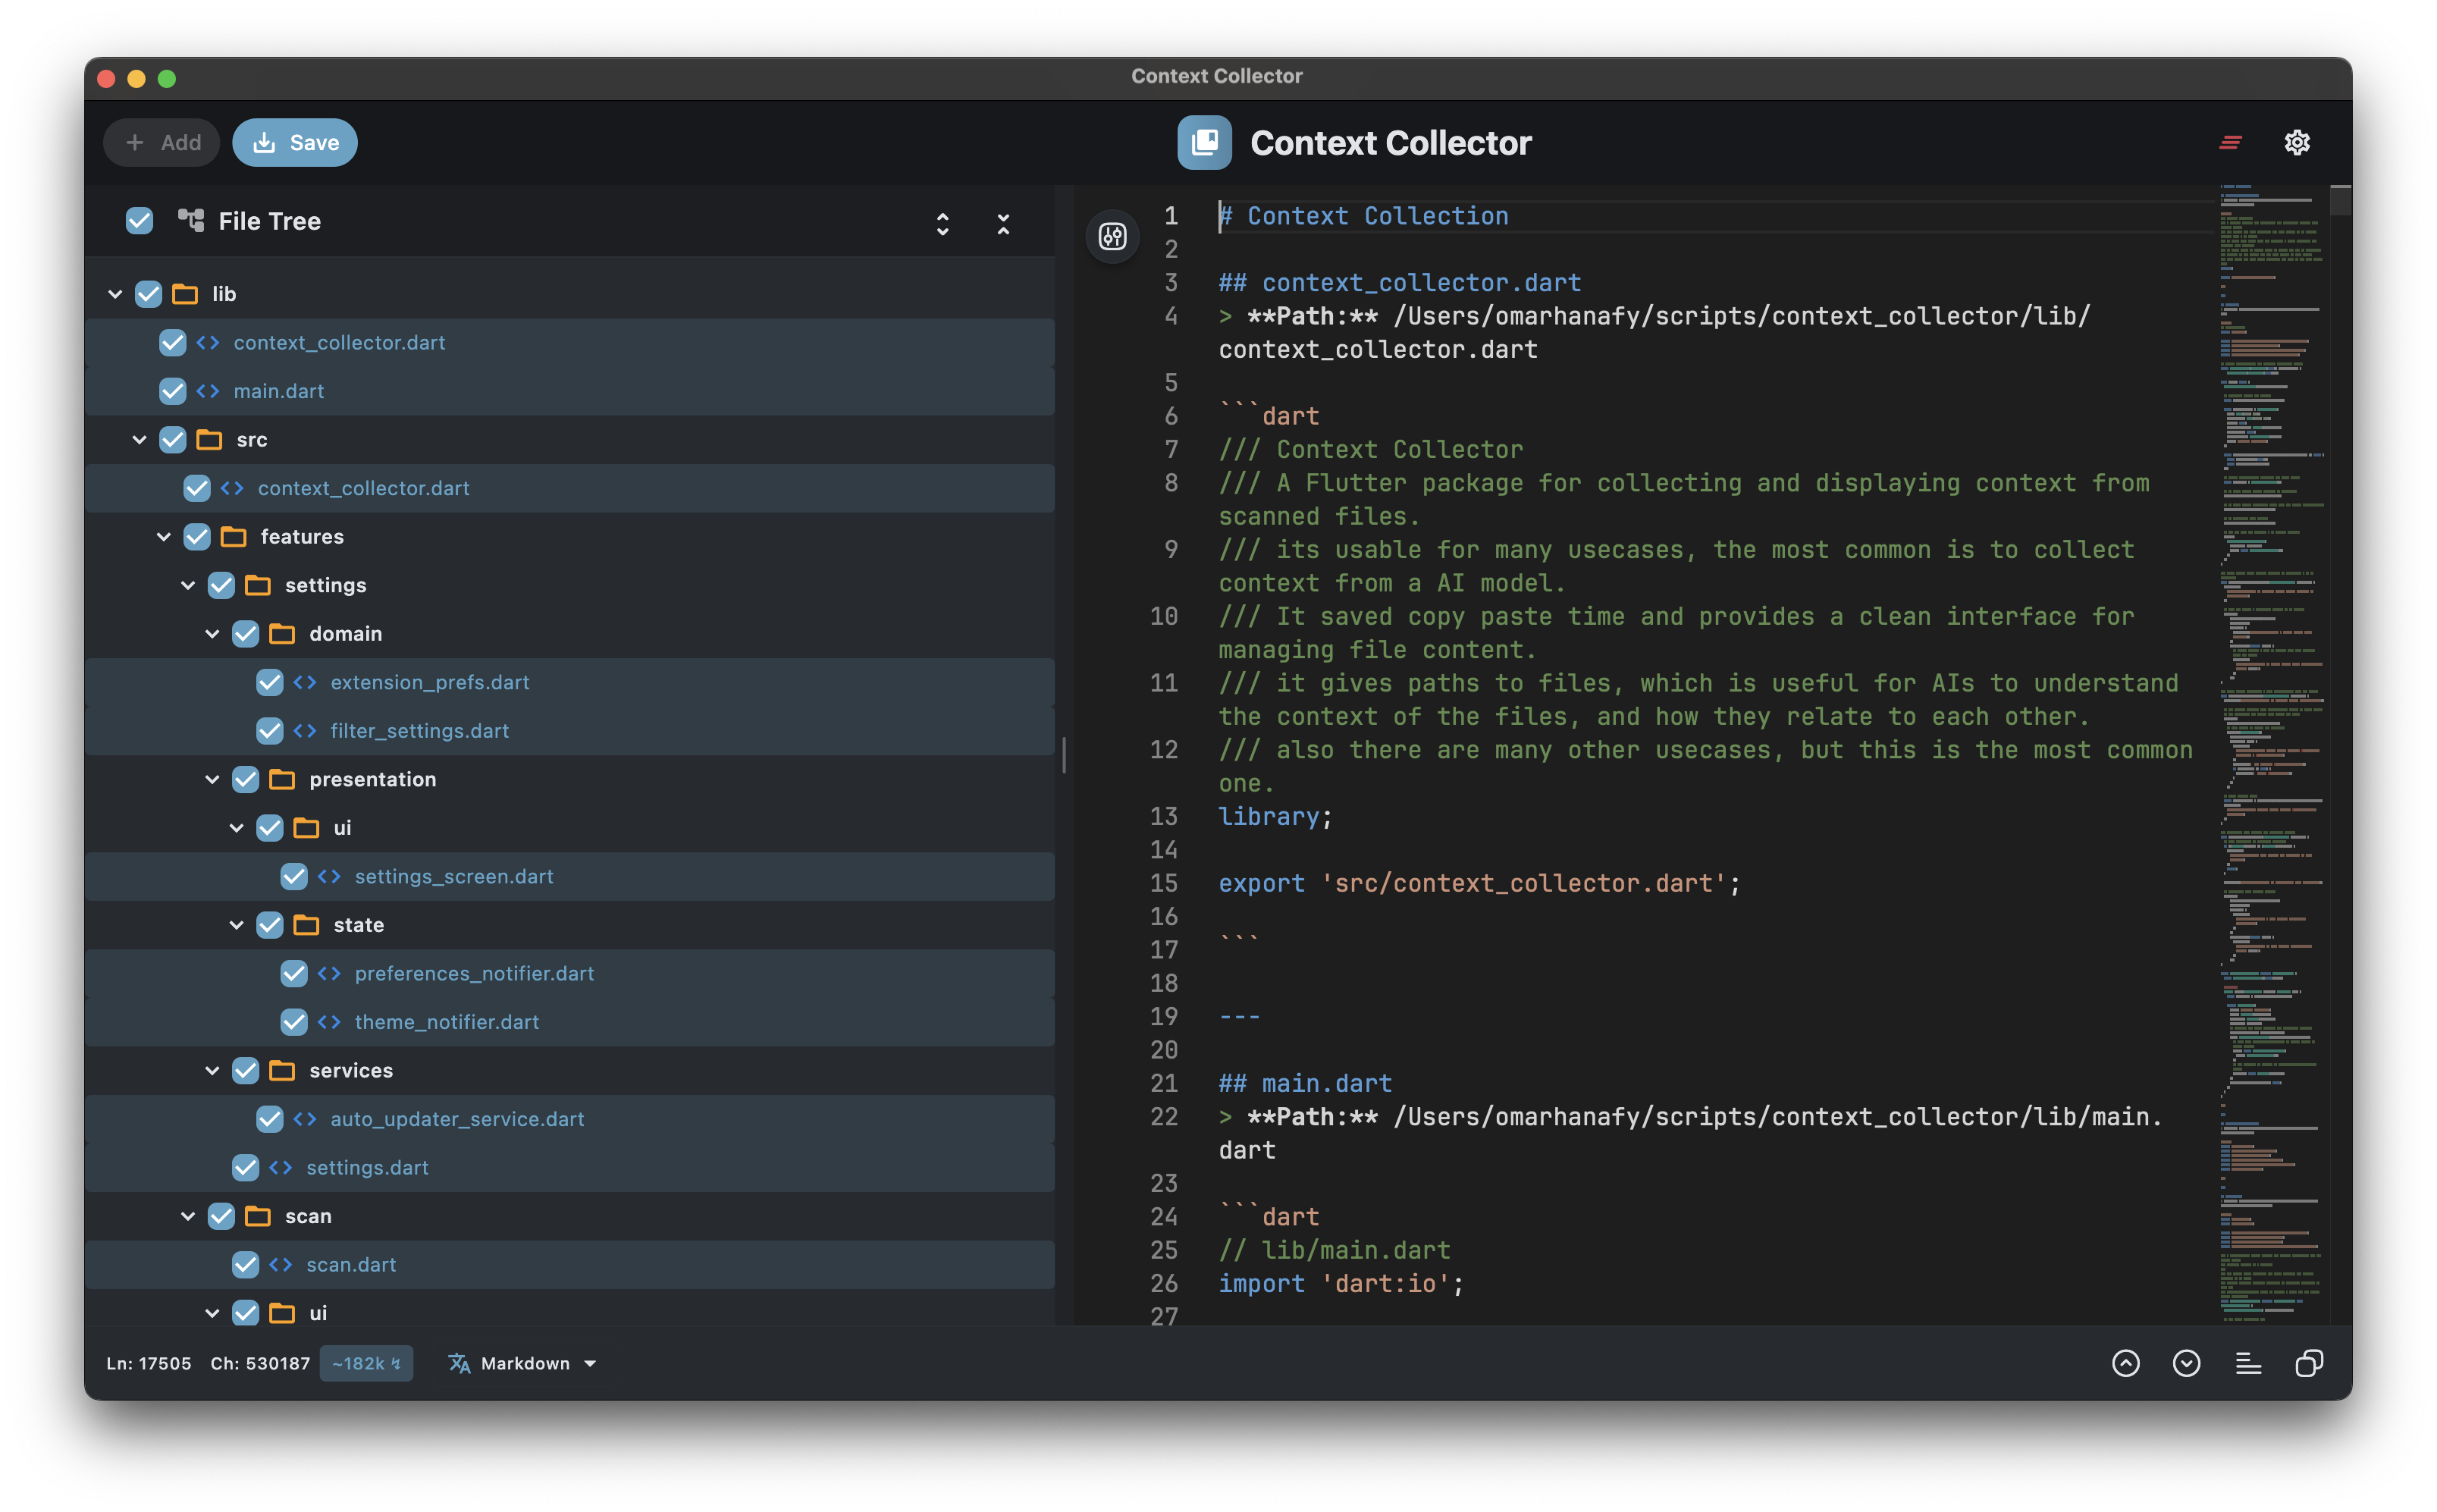 Context Collector
Add
Save
Context Collector
File Tree
lib
context_collector.dart
main.dart
src
context_collector.dart
features
settings
domain
extension_prefs.dart
filter_settings.dart
presentation
ui
settings_screen.dart
state
preferences_notifier.dart
theme_notifier.dart
services
auto_updater_service.dart
settings.dart
scan
scan.dart
ui
1 # Context Collection
2
3 ## context_collector.dart
4 > **Path:** /Users/omarhanafy/scripts/context_collector/lib/
context_collector.dart
5
6 ```dart
7 /// Context Collector
8 /// A Flutter package for collecting and displaying context from
scanned files.
9 /// its usable for many usecases, the most common is to collect
context from a AI model.
10 /// It saved copy paste time and provides a clean interface for
managing file content.
11 /// it gives paths to files, which is useful for AIs to understand
the context of the files, and how they relate to each other.
12 /// also there are many other usecases, but this is the most common
one.
13 library;
14
15 export 'src/context_collector.dart';
16
17 ```
18
19 ---
20
21 ## main.dart
22 > **Path:** /Users/omarhanafy/scripts/context_collector/lib/main.
dart
23
24 ```dart
25 // lib/main.dart
26 import 'dart:io';
27
Ln: 17505 Ch: 530187 ~182k
Markdown